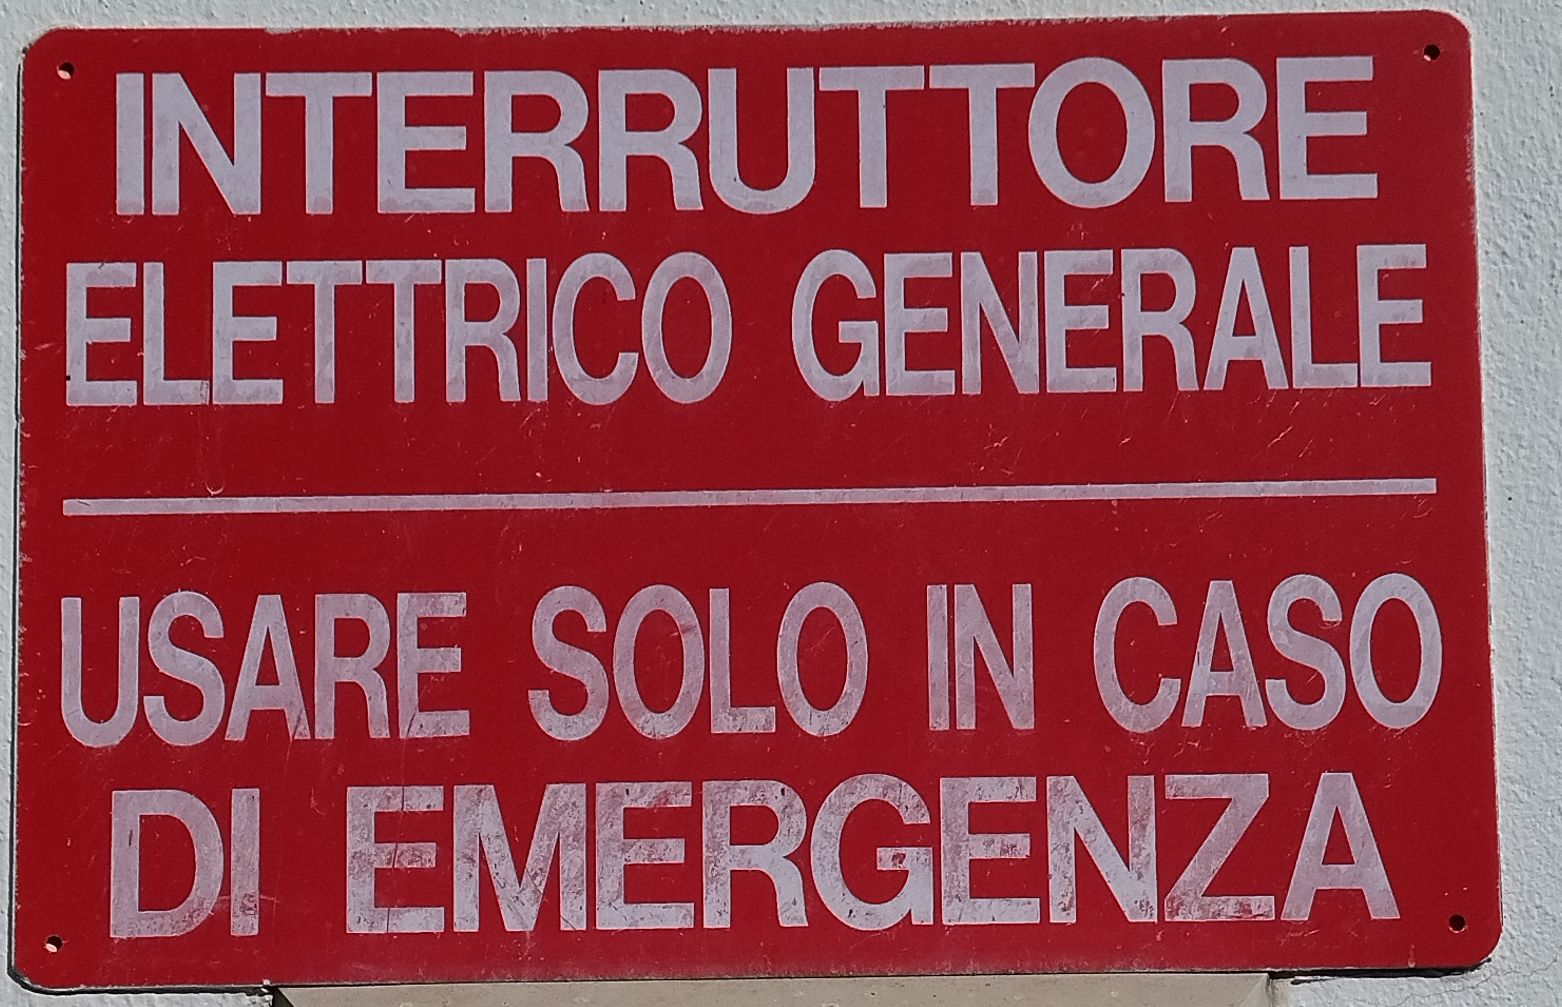 INTERRUTTORE
ELETTRICO GENERALE
USARE SOLO IN CASO
DI EMERGENZA